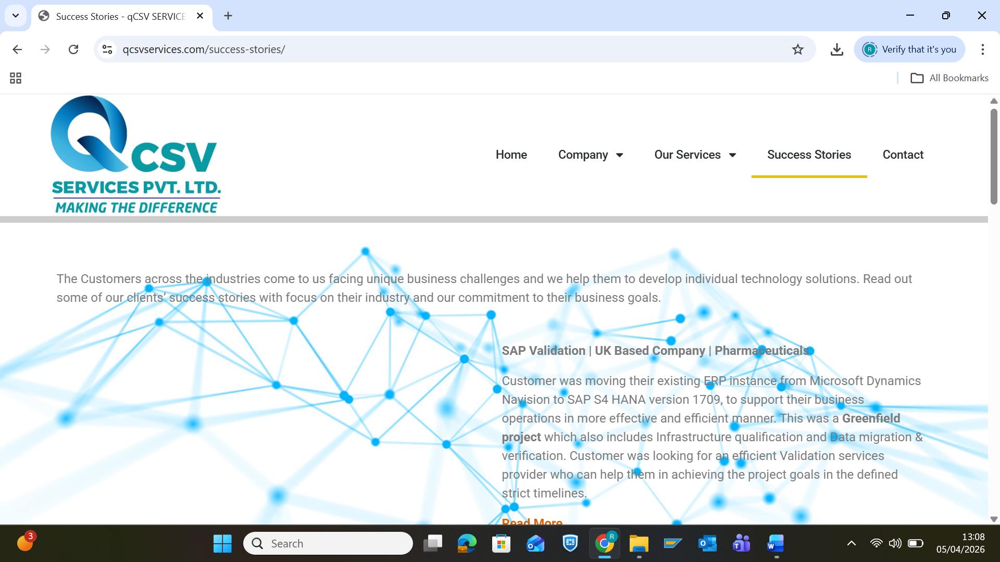 Success Stories - qCSV SERVICE
qcsvservices.com/success-stories/
R
Verify that it's you
All Bookmarks
QCSV
SERVICES PVT. LTD.
MAKING THE DIFFERENCE
Home
Company
Our Services
Success Stories
Contact
The Customers across the industries come to us facing unique business challenges and we help them to develop individual technology solutions. Read out
some of our clients’ success stories with focus on their industry and our commitment to their business goals.
SAP Validation | UK Based Company | Pharmaceuticals
Customer was moving their existing ERP instance from Microsoft Dynamics
Navision to SAP S4 HANA version 1709, to support their business
operations in more effective and efficient manner. This was a Greenfield
project which also includes Infrastructure qualification and Data migration &
verification. Customer was looking for an efficient Validation services
provider who can help them in achieving the project goals in the defined
strict timelines.
Read More
3
Search
R
13:08
05/04/2026